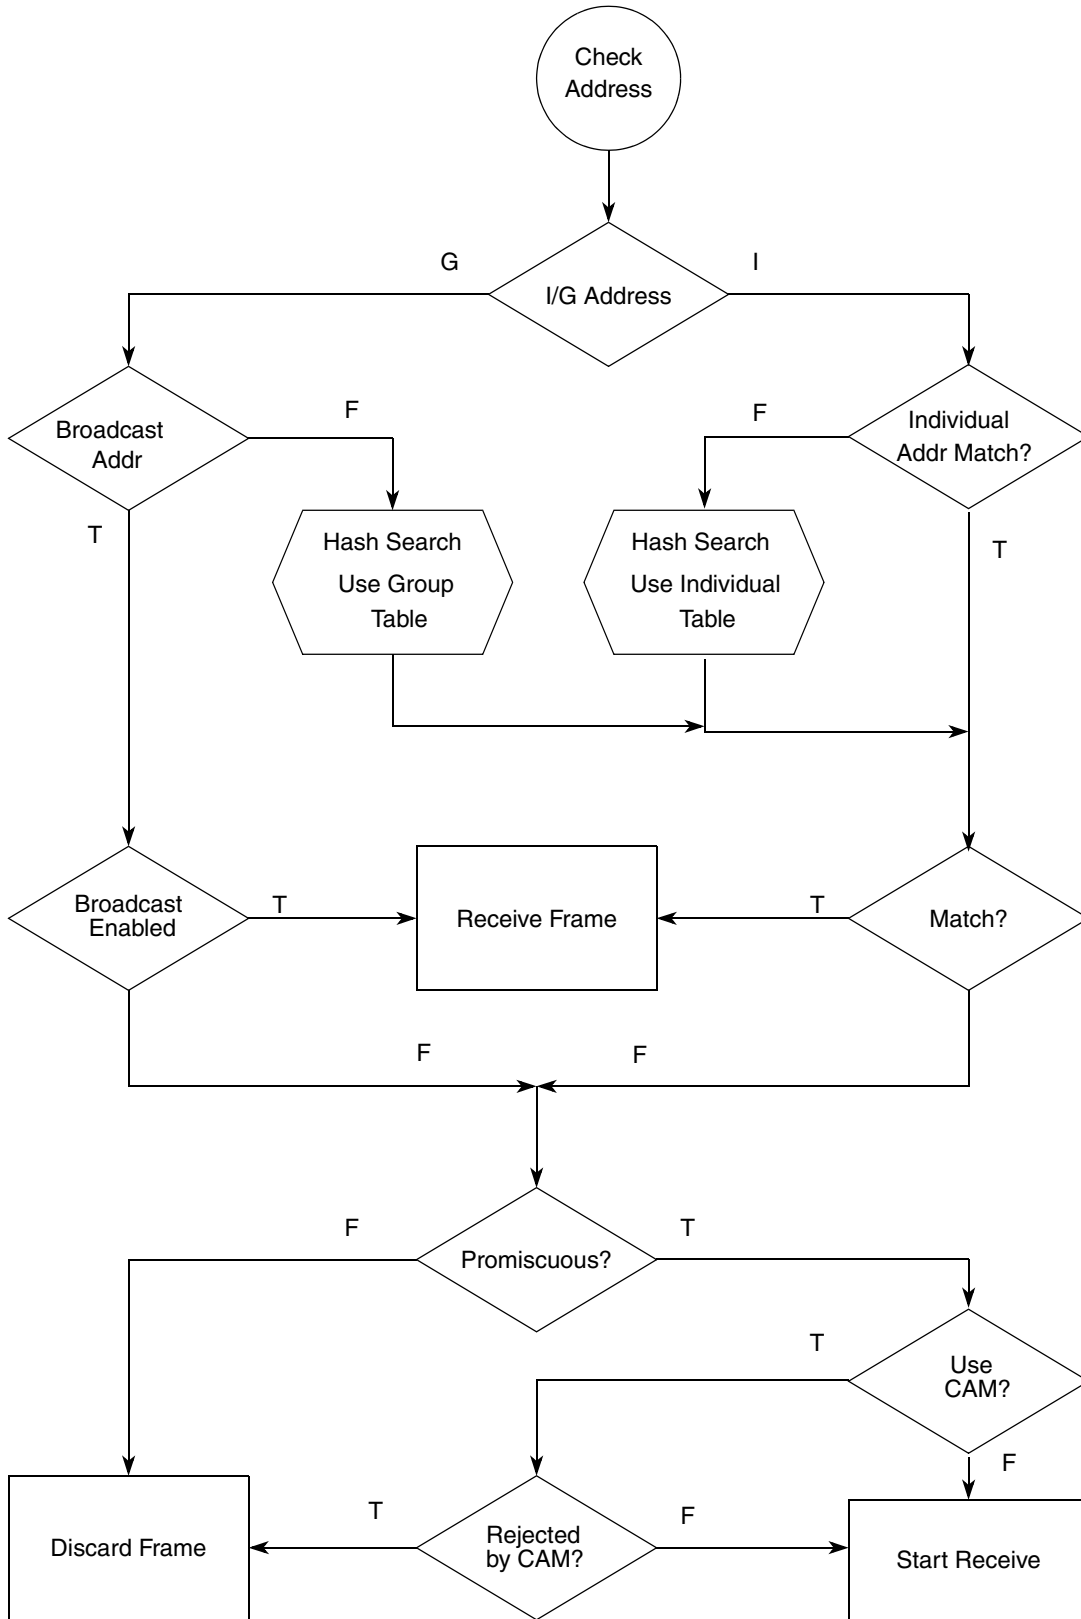 Check
Address
G
I
I/G Address
F
F
Broadcast
Addr
Individual
Addr Match?
T
T
Hash Search
Use Group
Table
Hash Search
Use Individual
Table
Broadcast
Enabled
T
Receive Frame
T
Match?
F
F
F
T
Promiscuous?
T
Use
CAM?
F
T
F
Discard Frame
Rejected
by CAM?
Start Receive